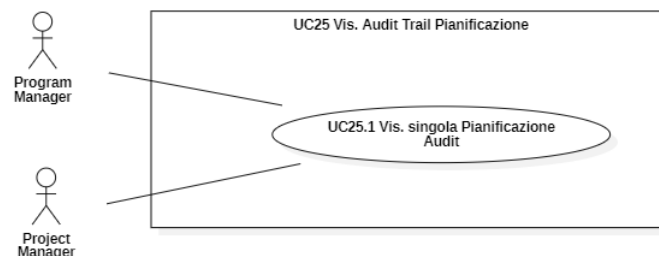 UC25 Vis. Audit Trail Pianificazione
Program
Manager
UC25.1 Vis. singola Pianificazione
Audit
Project
Manager